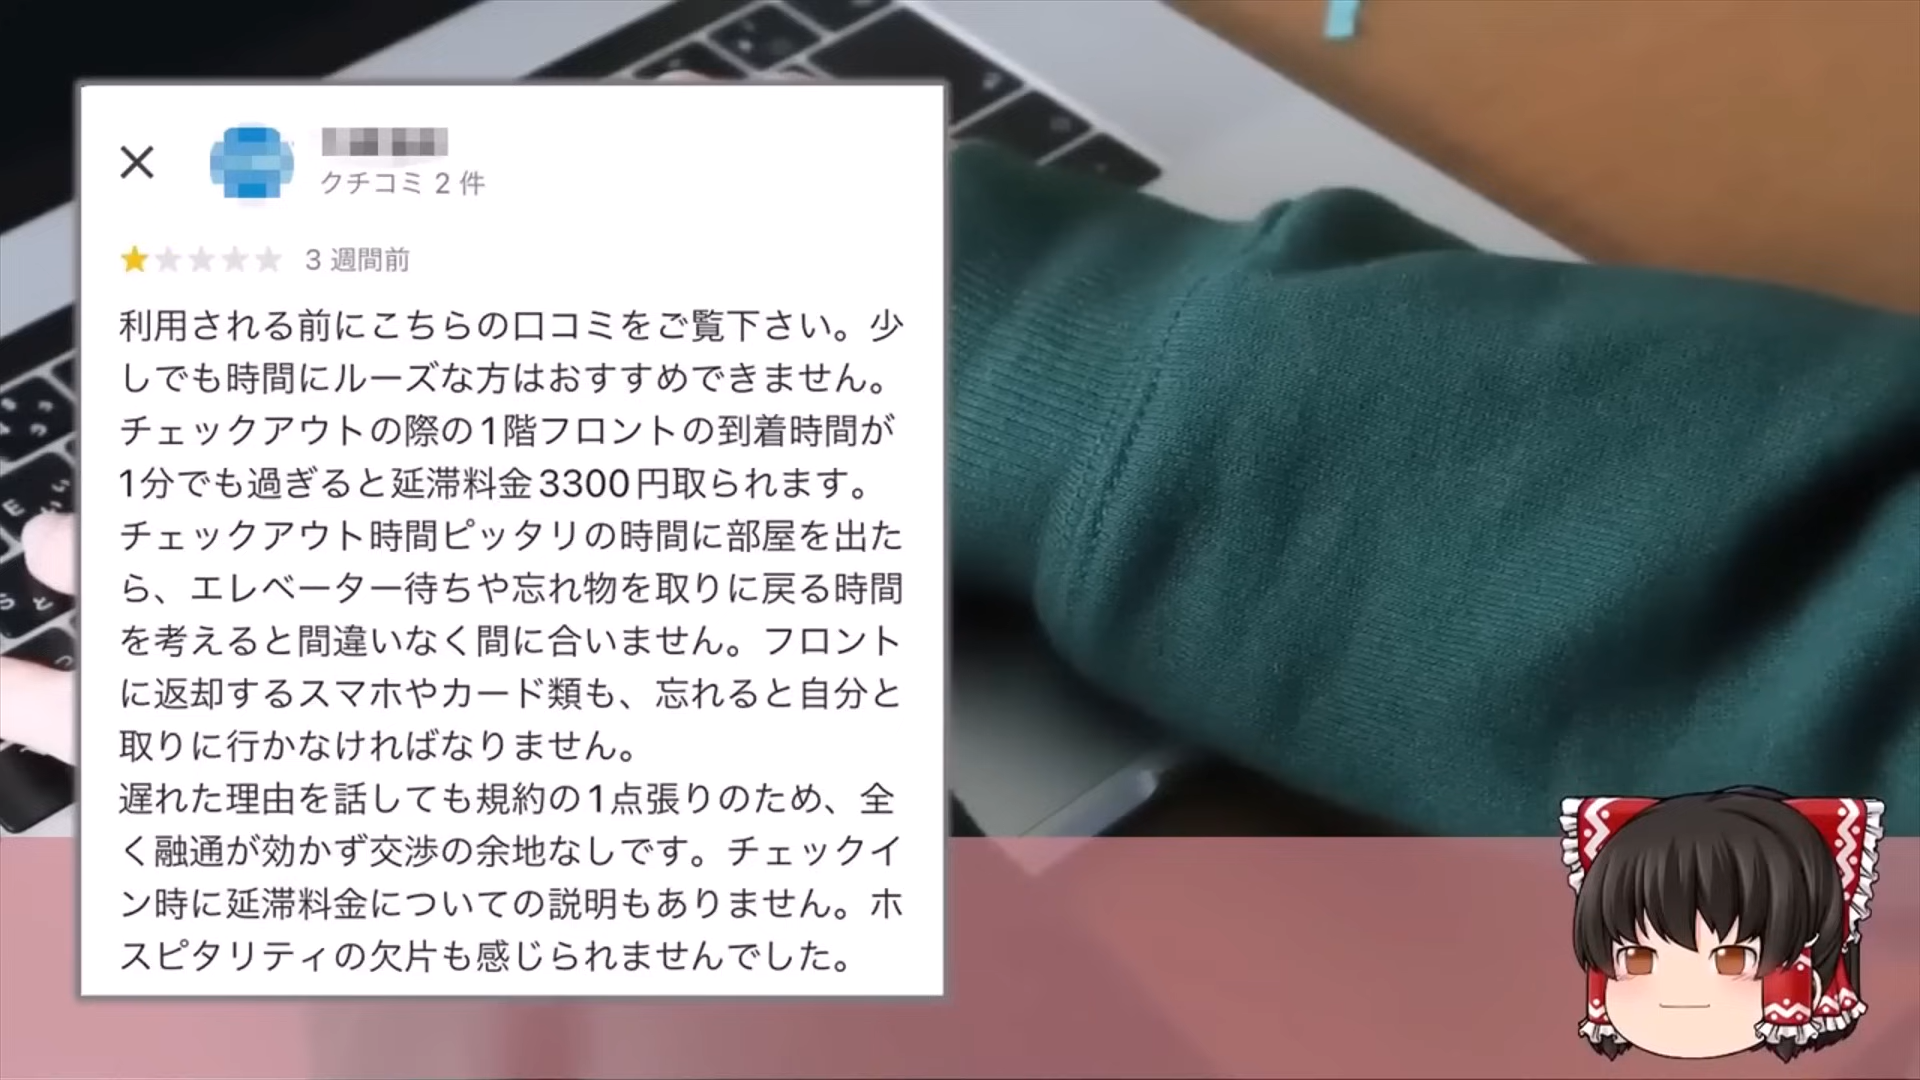 クチコミ 2 件
3 週間前
利用される前にこちらの口コミをご覧下さい。少
しでも時間にルーズな方はおすすめできません。
チェックアウトの際の1階フロントの到着時間が
1分でも過ぎると延滞料金3300円取られます。
チェックアウト時間ピッタリの時間に部屋を出た
ら、エレベーター待ちや忘れ物を取りに戻る時間
を考えると間違いなく間に合いません。フロント
に返却するスマホやカード類も、忘れると自分と
取りに行かなければなりません。
遅れた理由を話しても規約の1点張りのため、全
く融通が効かず交渉の余地なしです。チェックイ
ン時に延滞料金についての説明もありません。ホ
スピタリティの欠片も感じられませんでした。